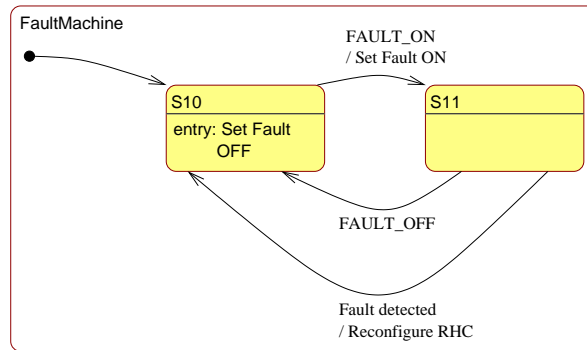 FaultMachine
FAULT_ON
/ Set Fault ON
S10
entry: Set Fault
OFF
S11
FAULT_OFF
Fault detected
/ Reconfigure RHC